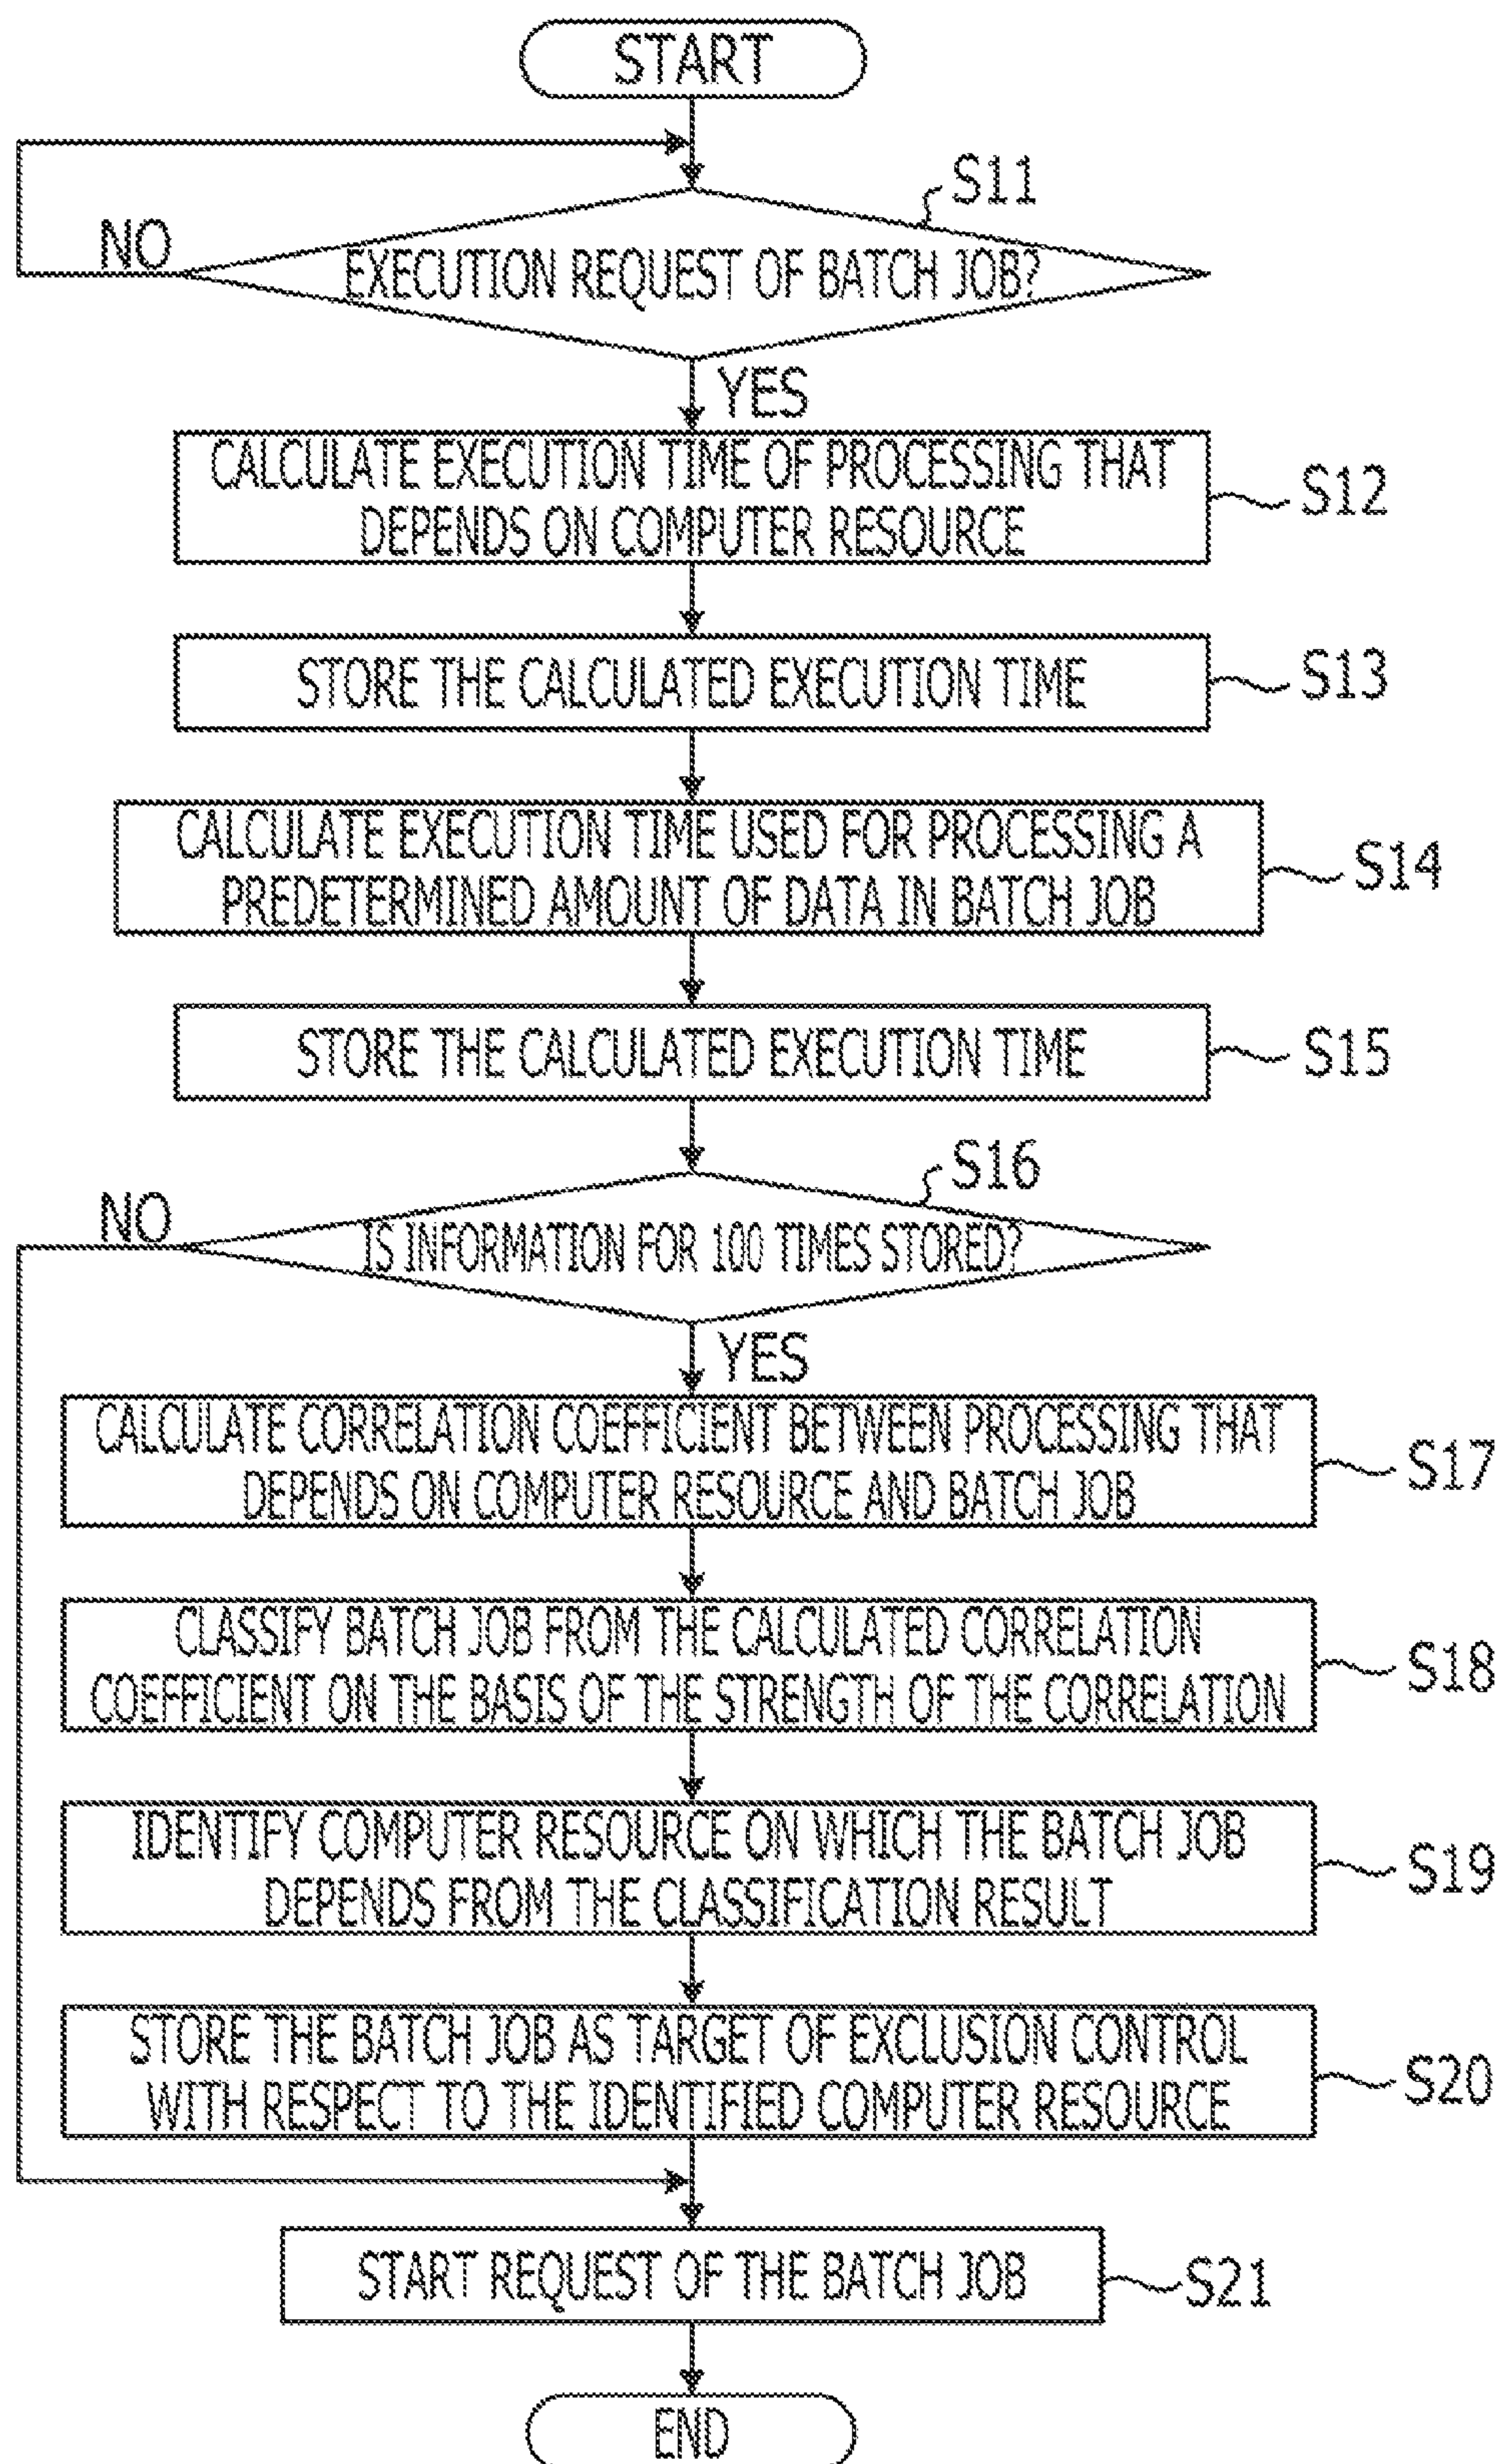 START
S11
NO
EXECUTION REQUEST OF BATCH JOB?
YES
CALCULATE EXECUTION TIME OF PROCESSING THAT
DEPENDS ON COMPUTER RESOURCE
S12
STORE THE CALCULATED EXECUTION TIME
S13
CALCULATE EXECUTION TIME USED FOR PROCESSING A
PREDETERMINED AMOUNT OF DATA IN BATCH JOB
S14
STORE THE CALCULATED EXECUTION TIME
S15
S16
NO
IS INFORMATION FOR 100 TIMES STORED?
YES
CALCULATE CORRELATION COEFFICIENT BETWEEN PROCESSING THAT
DEPENDS ON COMPUTER RESOURCE AND BATCH JOB
S17
CLASSIFY BATCH JOB FROM THE CALCULATED CORRELATION
COEFFICIENT ON THE BASIS OF THE STRENGTH OF THE CORRELATION
S18
IDENTIFY COMPUTER RESOURCE ON WHICH THE BATCH JOB
DEPENDS FROM THE CLASSIFICATION RESULT
S19
STORE THE BATCH JOB AS TARGET OF EXCLUSION CONTROL
WITH RESPECT TO THE IDENTIFIED COMPUTER RESOURCE
S20
START REQUEST OF THE BATCH JOB
S21
END